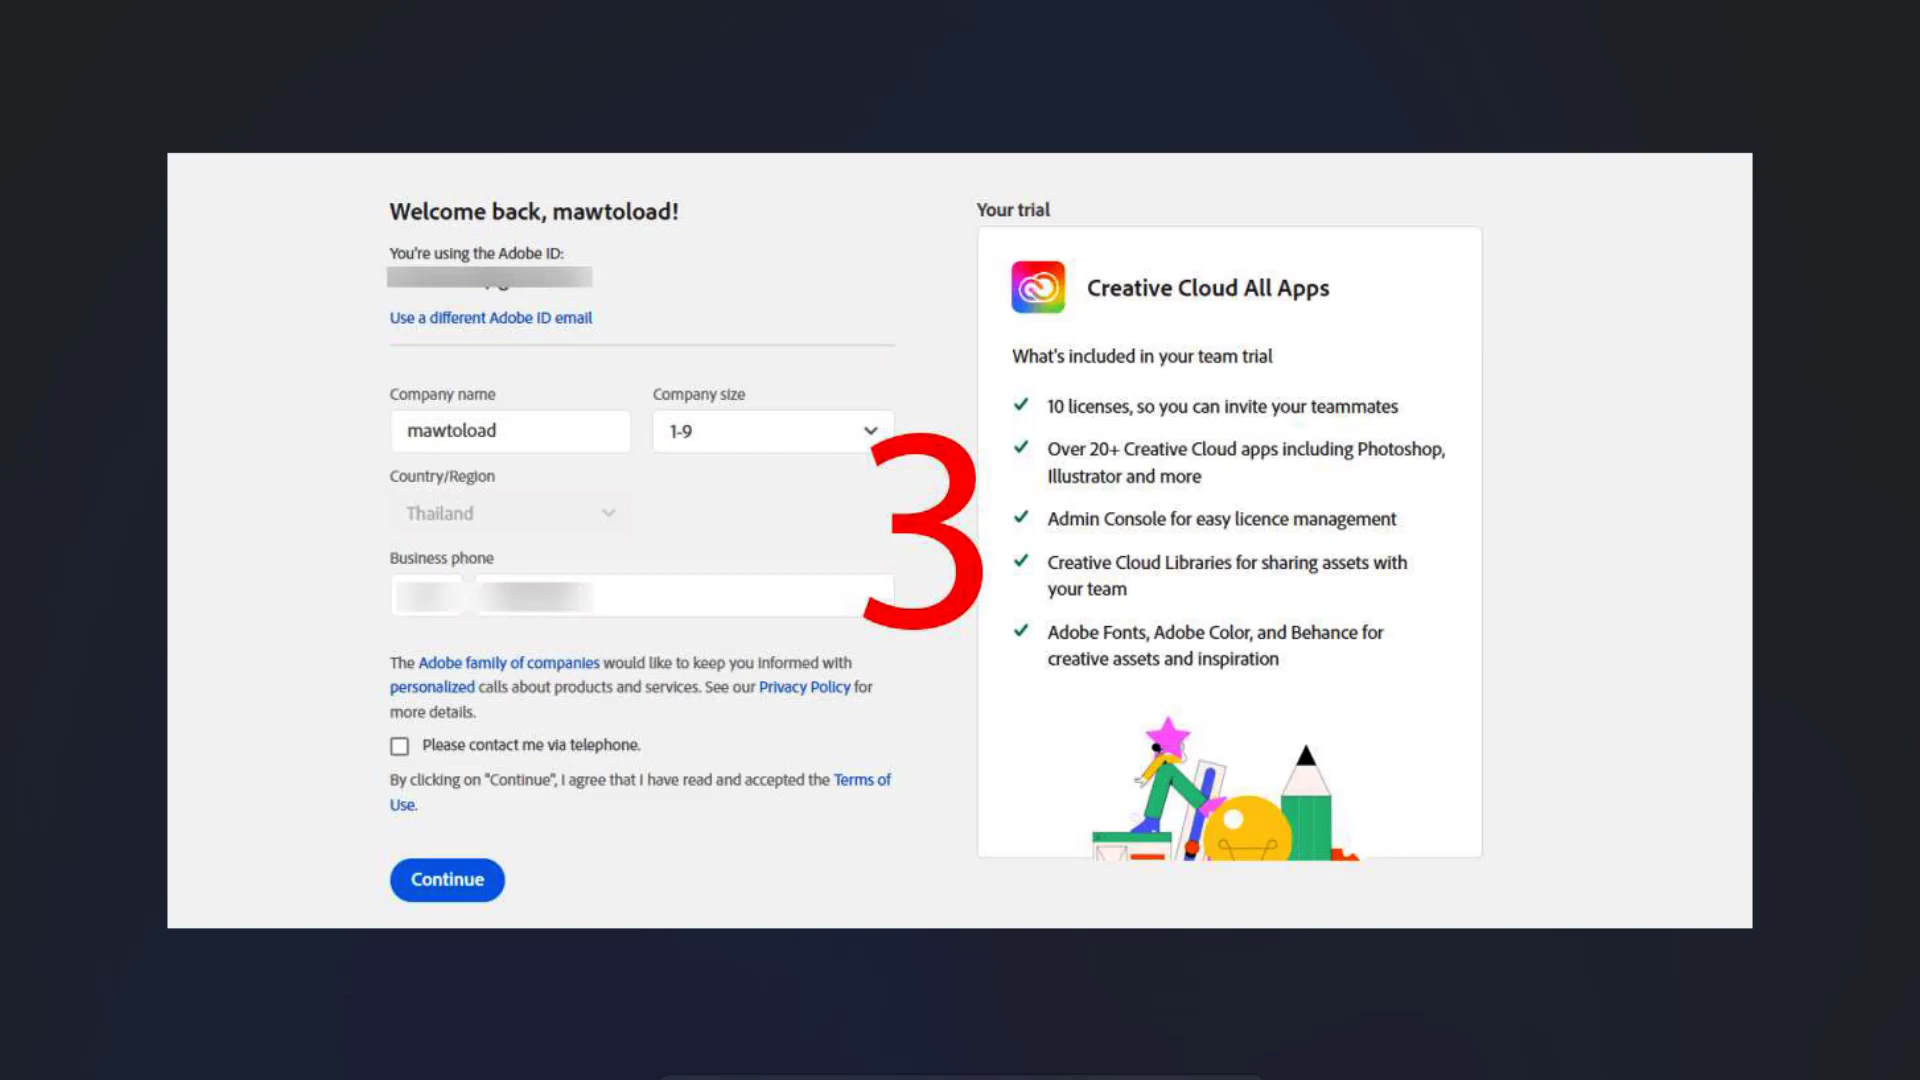 Welcome back, mawtoload!
You're using the Adobe ID:
Use a different Adobe ID email
Company name
Company size
mawtoload
1-9
Country/Region
Thailand
Business phone
3
The Adobe family of companies would like to keep you informed with
personalized calls about products and services. See our Privacy Policy for
more details.
Please contact me via telephone.
By clicking on "Continue", I agree that I have read and accepted the Terms of
Use.
Continue
Your trial
Creative Cloud All Apps
What's included in your team trial
10 licenses, so you can invite your teammates
Over 20+ Creative Cloud apps including Photoshop,
Illustrator and more
Admin Console for easy licence management
Creative Cloud Libraries for sharing assets with
your team
Adobe Fonts, Adobe Color, and Behance for
creative assets and inspiration